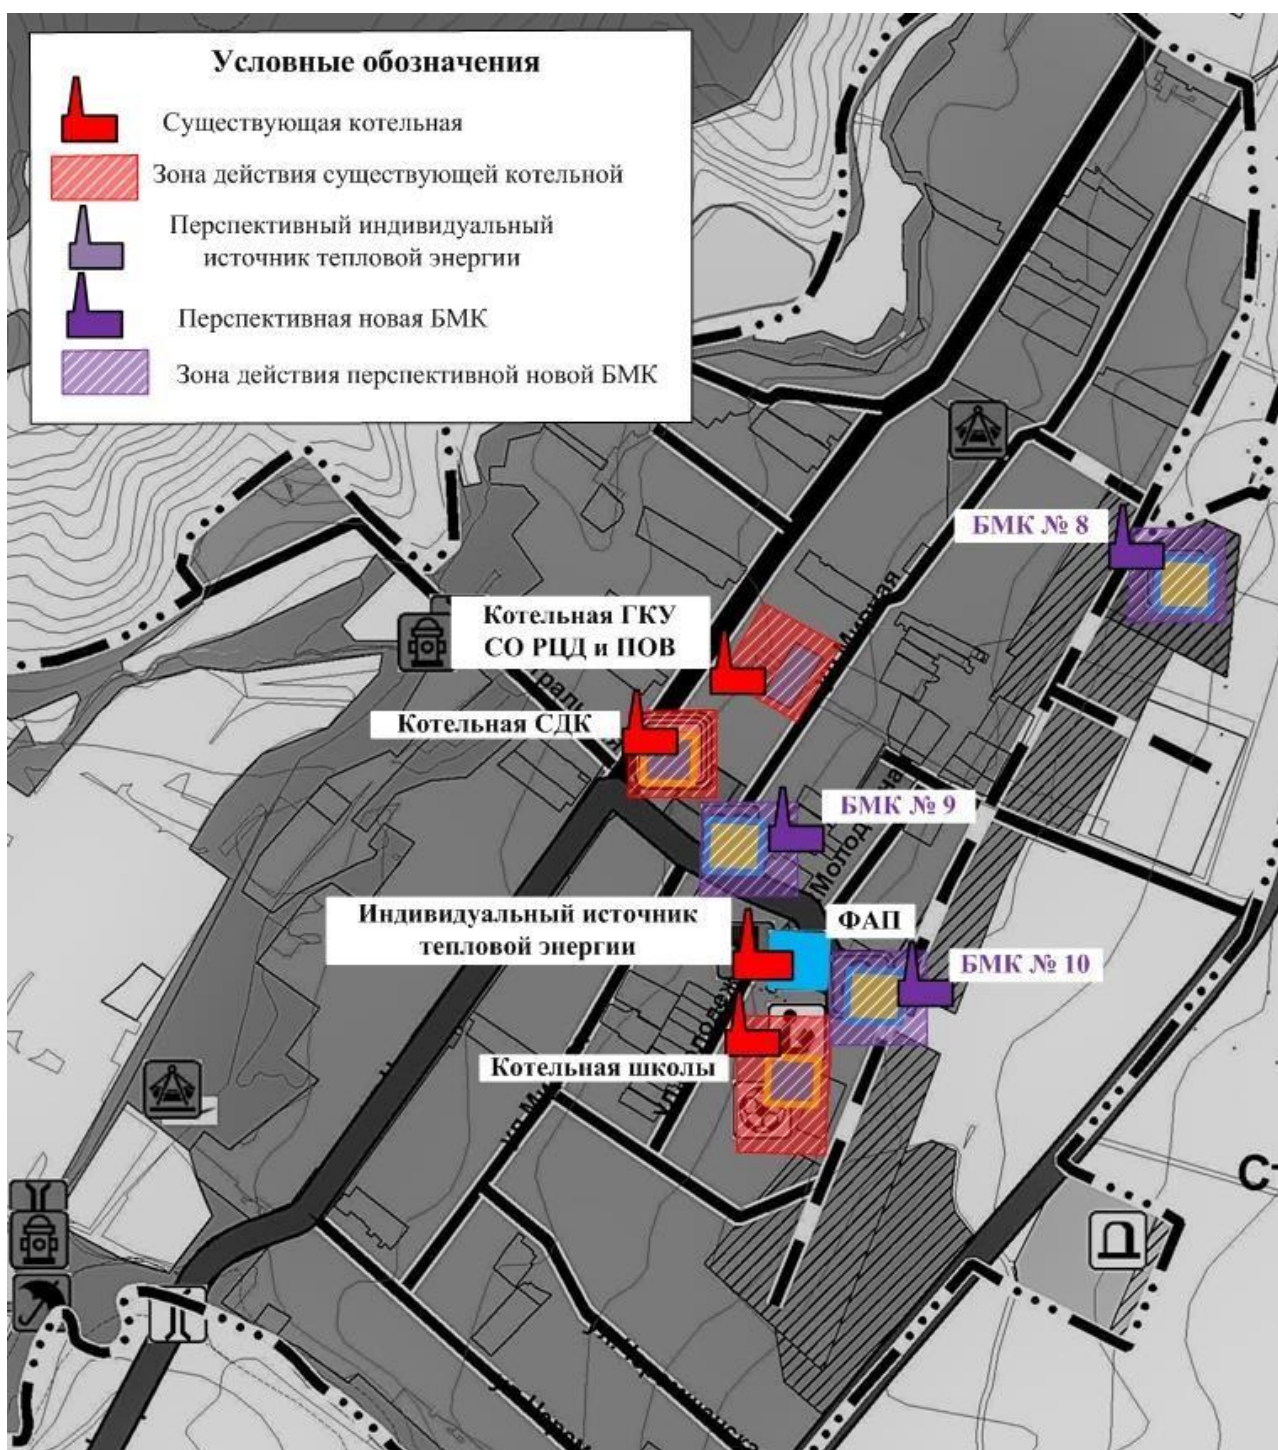 Условные обозначения
Существующая котельная
Зона действия существующей котельной
Перспективный индивидуальный
источник тепловой энергии
Перспективная новая БМК
Зона действия перспективной новой БМК
БМК № 8
Котельная ГКУ
СО РЦД и ПОВ
Котельная СДК
БМК № 9
Индивидуальный источник
тепловой энергии
ФАП
БМК № 10
Котельная школы